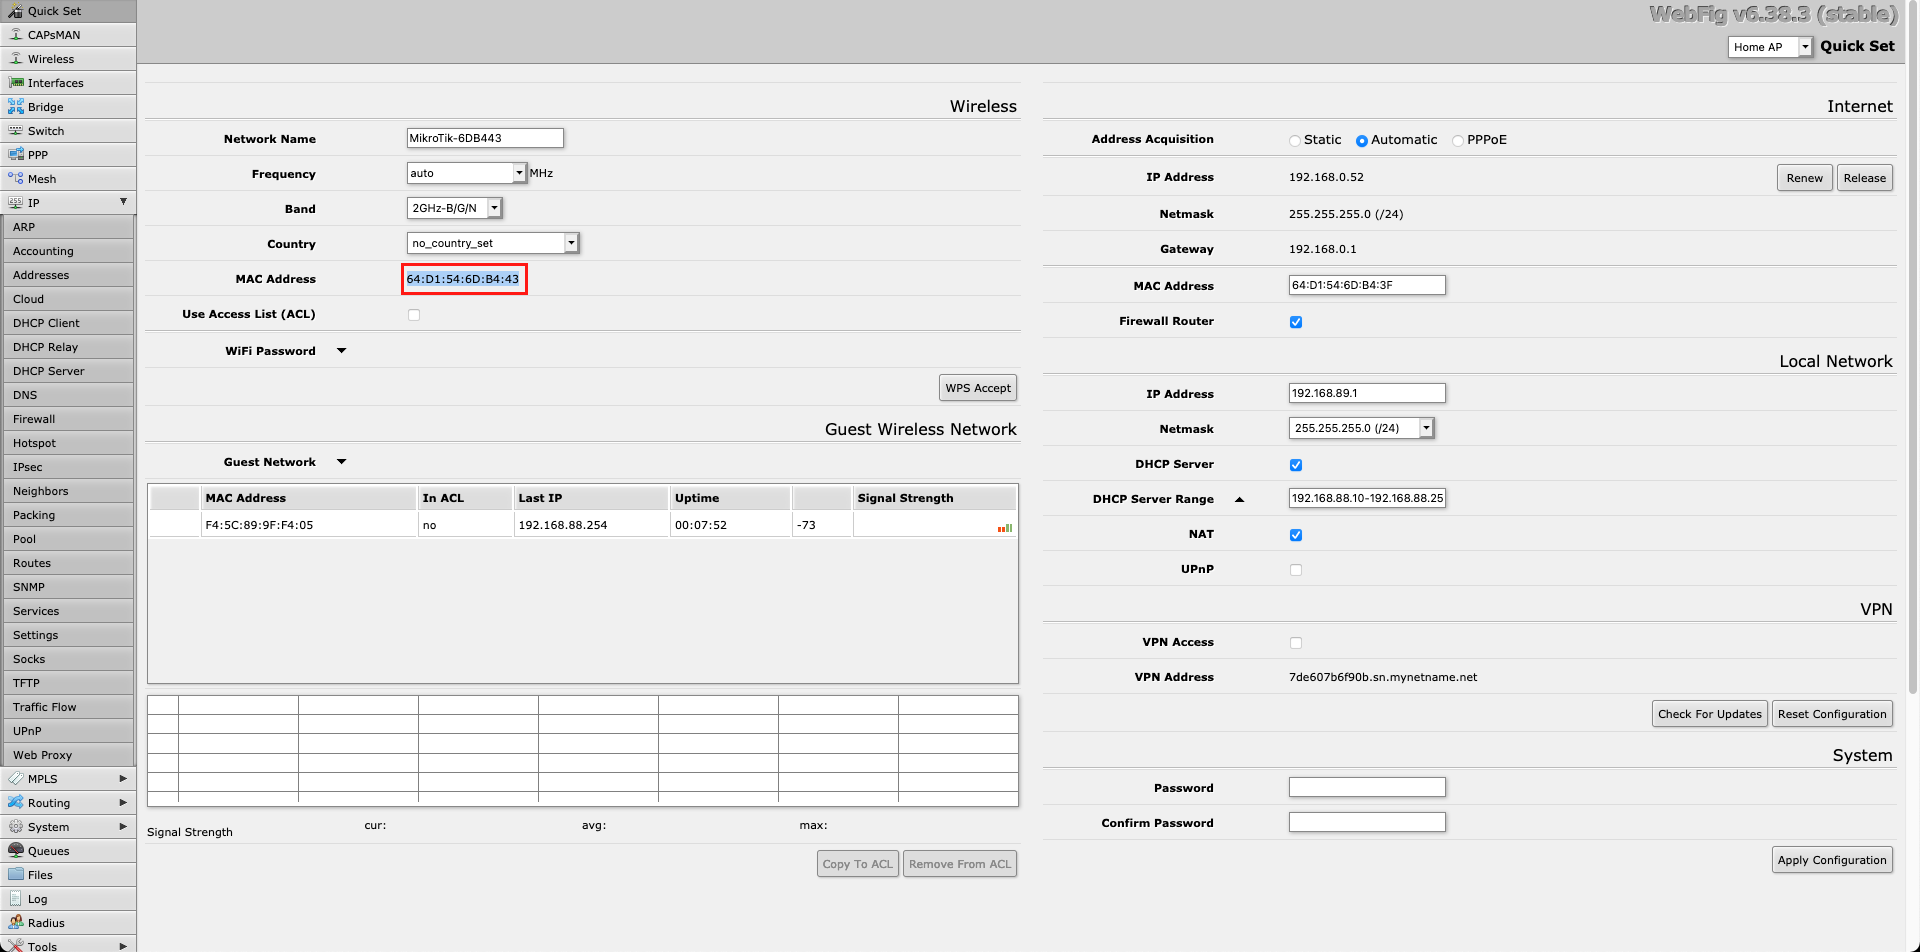 WebFig v6.38.3 (stable)
Home AP Quick Set
Quick Set
CAPsMAN
Wireless
Interfaces
Bridge
Switch
PPP
Mesh
IP
ARP
Accounting
Addresses
Cloud
DHCP Client
DHCP Relay
DHCP Server
DNS
Firewall
Hotspot
IPsec
Neighbors
Packing
Pool
Routes
SNMP
Services
Settings
Socks
TFTP
Traffic Flow
UPnP
Web Proxy
MPLS
Routing
System
Queues
Files
Log
Radius
Tools
Wireless
Network Name MikroTik-6DB443
Frequency auto MHz
Band 2GHz-B/G/N
Country no_country_set
MAC Address 64:D1:54:6D:B4:43
Use Access List (ACL)
WiFi Password
WPS Accept
Guest Wireless Network
Guest Network
MAC Address In ACL Last IP Uptime Signal Strength
F4:5C:89:9F:F4:05 no 192.168.88.254 00:07:52 -73
Signal Strength cur: avg: max:
Copy To ACL Remove From ACL
Internet
Address Acquisition Static Automatic PPPoE
IP Address 192.168.0.52 Renew Release
Netmask 255.255.255.0 (/24)
Gateway 192.168.0.1
MAC Address 64:D1:54:6D:B4:3F
Firewall Router
Local Network
IP Address 192.168.89.1
Netmask 255.255.255.0 (/24)
DHCP Server
DHCP Server Range 192.168.88.10-192.168.88.25
NAT
UPnP
VPN
VPN Access
VPN Address 7de607b6f90b.sn.mynetname.net
Check For Updates Reset Configuration
System
Password
Confirm Password
Apply Configuration